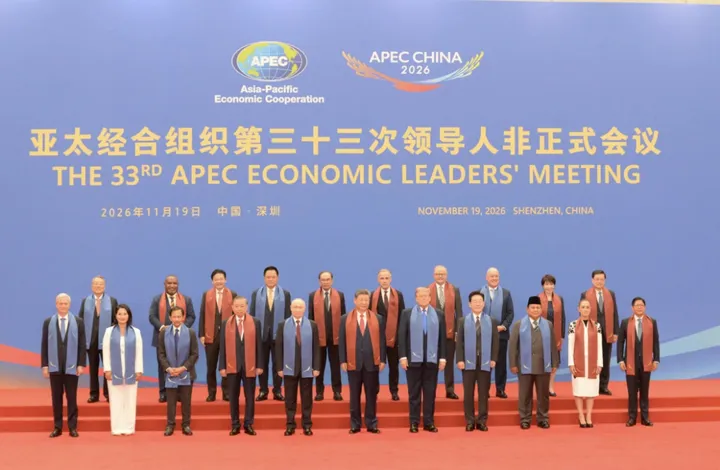 APEC
Asia-Pacific
Economic Cooperation
APEC CHINA
2026
亚太经合组织第三十三次领导人非正式会议
THE 33RD APEC ECONOMIC LEADERS' MEETING
2026年11月19日 中国·深圳
NOVEMBER 19, 2026 SHENZHEN, CHINA